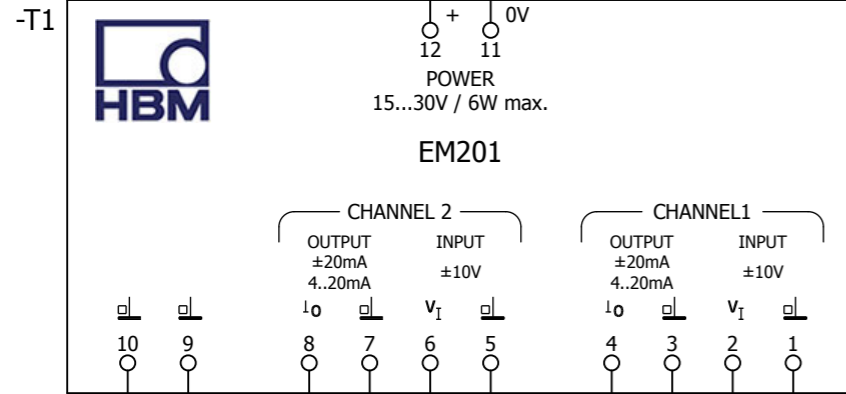 -T1
+ 0V
12 11
HBM
POWER
15...30V / 6W max.
EM201
CHANNEL 2 CHANNEL1
OUTPUT INPUT OUTPUT INPUT
±20mA ±10V ±20mA ±10V
4..20mA 4..20mA
Io VI Io VI
10 9 8 7 6 5 4 3 2 1